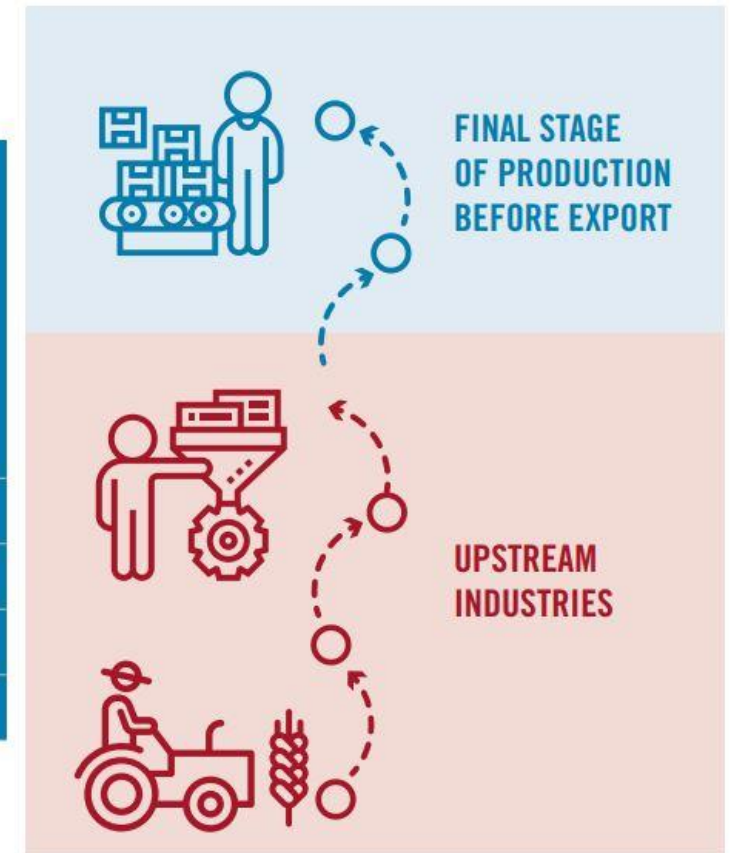 FINAL STAGE
OF PRODUCTION
BEFORE EXPORT
UPSTREAM
INDUSTRIES